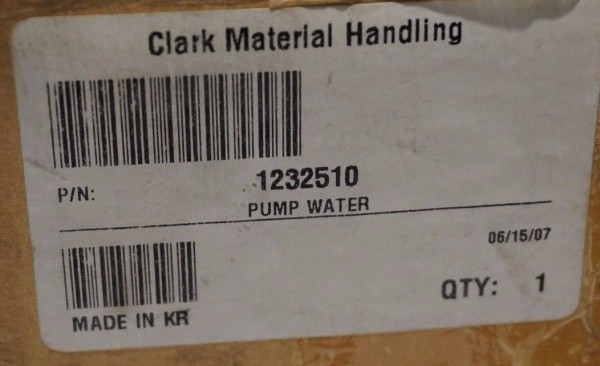 Clark Material Handling
P/N: 1232510
PUMP WATER
06/15/07
QTY: 1
MADE IN KR